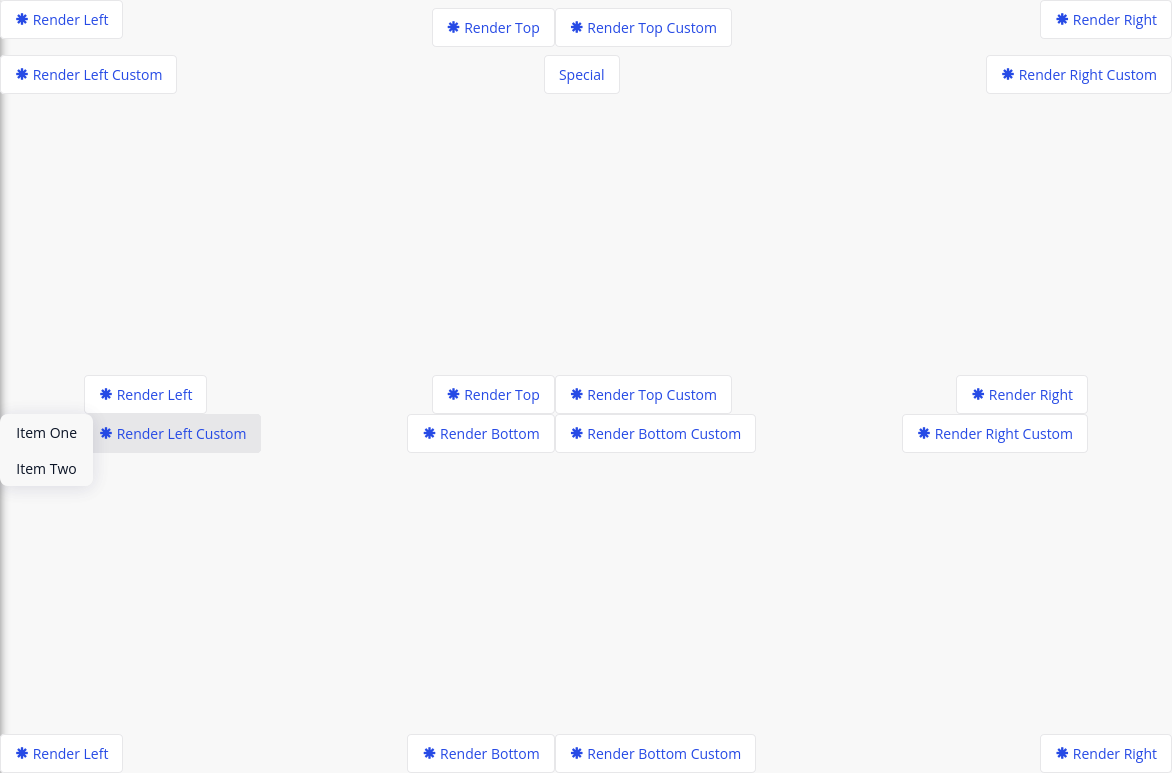 Render Left
Render Top
Render Top Custom
Render Right
Render Left Custom
Special
Render Right Custom
Render Left
Render Top
Render Top Custom
Render Right
Item One
Render Left Custom
Render Bottom
Render Bottom Custom
Render Right Custom
Item Two
Render Left
Render Bottom
Render Bottom Custom
Render Right